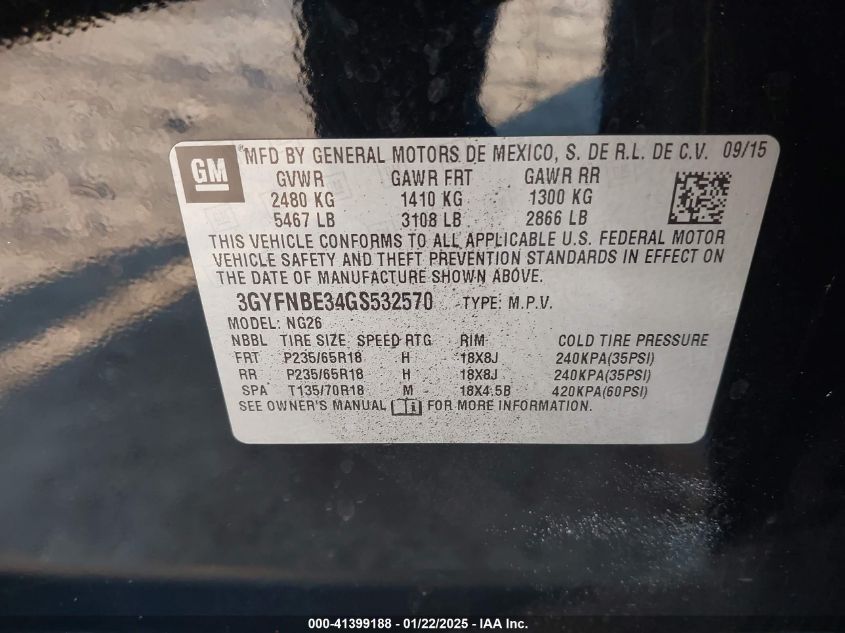 GM
® MFD BY GENERAL MOTORS DE MEXICO, S. DE R.L. DE C.V. 09/15
GVWR GAWR FRT GAWR RR
2480 KG 1410 KG 1300 KG
5467 LB 3108 LB 2866 LB
THIS VEHICLE CONFORMS TO ALL APPLICABLE U.S. FEDERAL MOTOR
VEHICLE SAFETY AND THEFT PREVENTION STANDARDS IN EFFECT ON
THE DATE OF MANUFACTURE SHOWN ABOVE.
3GYFNBE34GS532570 TYPE: M.P.V.
MODEL: NG26
NBBL TIRE SIZE SPEED RTG RIM COLD TIRE PRESSURE
FRT P235/65R18 H 18X8J 240KPA(35PSI)
RR P235/65R18 H 18X8J 240KPA(35PSI)
SPA T135/70R18 M 18X4.5B 420KPA(60PSI)
SEE OWNER'S MANUAL FOR MORE INFORMATION.
000-41399188 - 01/22/2025 - IAA Inc.